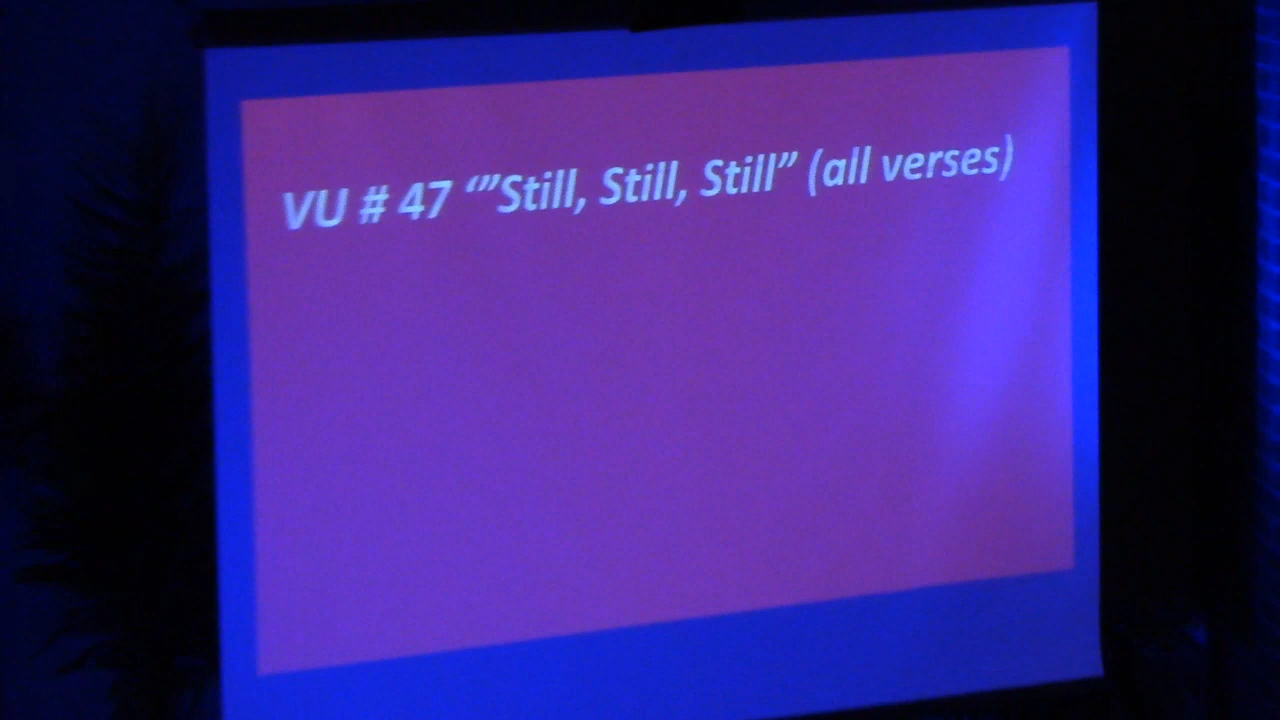 VU # 47 ‘”Still, Still, Still” (all verses)